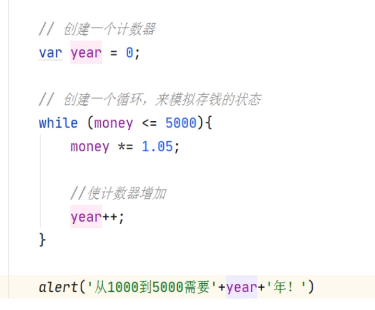 // 创建一个计数器
var year = 0;
// 创建一个循环，来模拟存钱的状态
while (money <= 5000){
money *= 1.05;
//使计数器增加
year++;
}
alert('从1000到5000需要'+year+'年！')